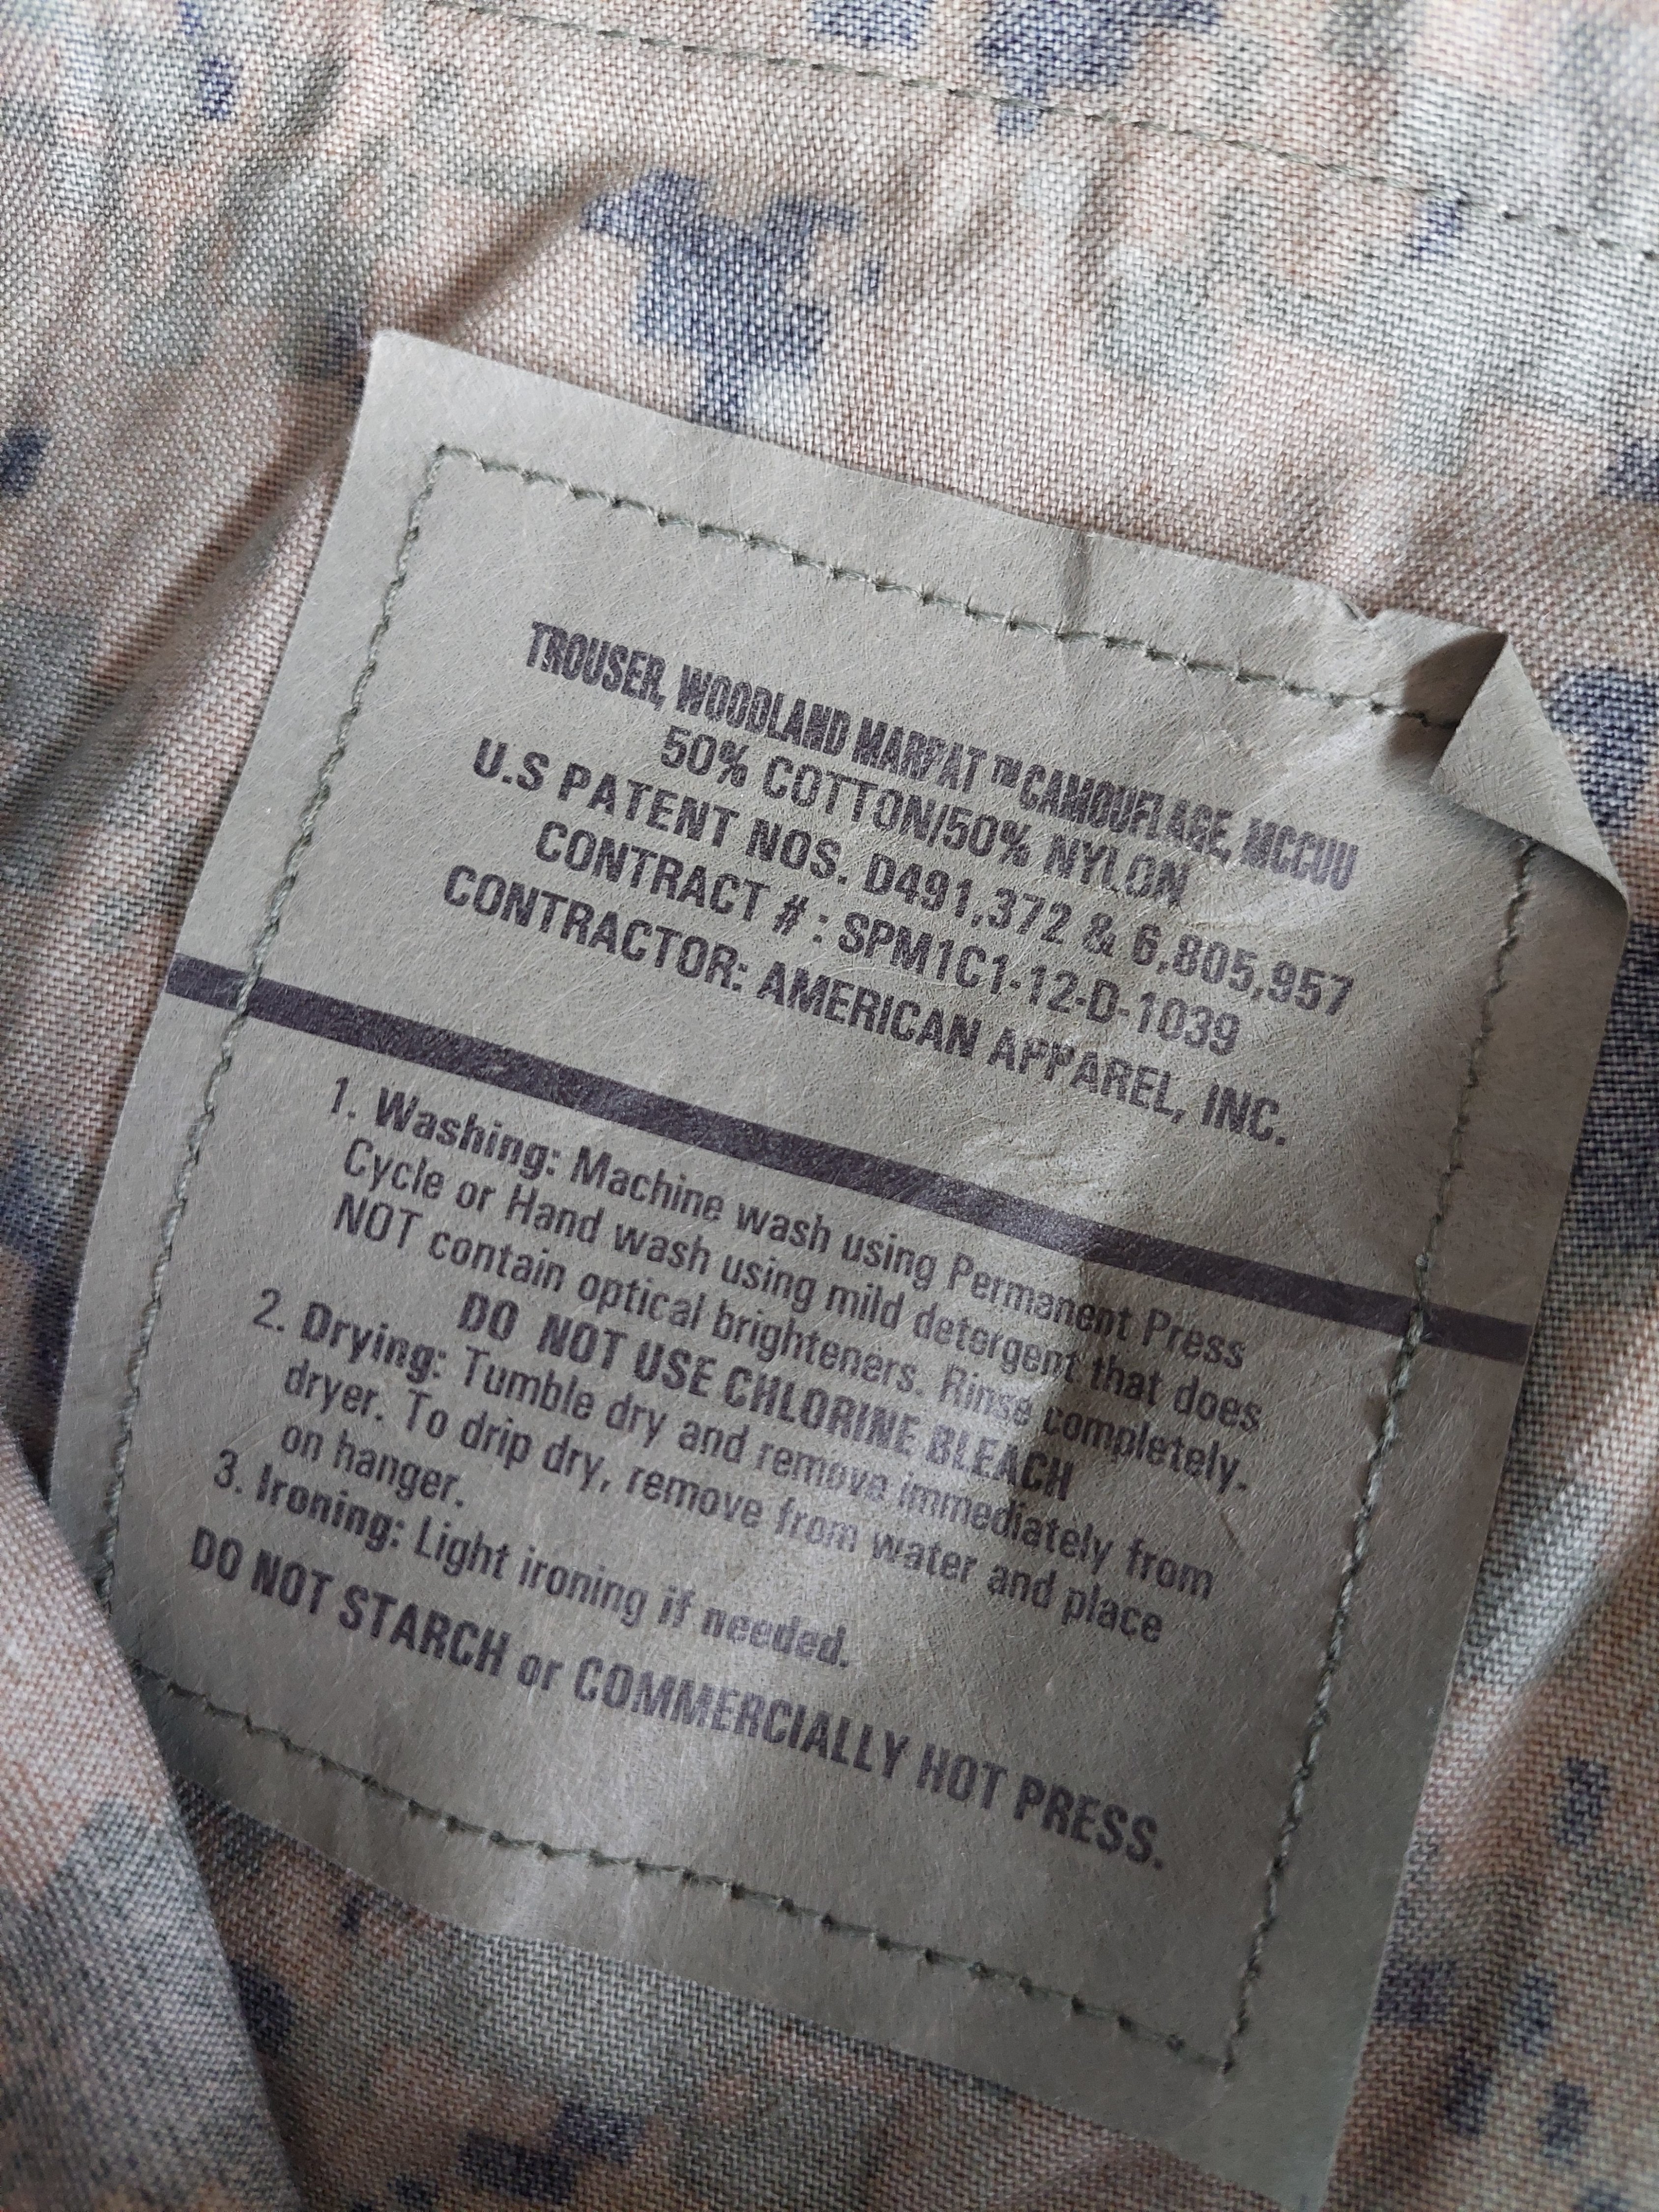 TROUSER, WOODLAND MARPAT ™ CAMOUFLAGE, MCCUU
50% COTTON/50% NYLON
U.S PATENT NOS. D491,372 & 6,805,957
CONTRACT # : SPM1C1-12-D-1039
CONTRACTOR: AMERICAN APPAREL, INC.
1. Washing: Machine wash using Permanent Press
Cycle or Hand wash using mild detergent that does
NOT contain optical brighteners. Rinse completely.
DO NOT USE CHLORINE BLEACH
2. Drying: Tumble dry and remove immediately from
dryer. To drip dry, remove from water and place
on hanger.
3. Ironing: Light ironing if needed.
DO NOT STARCH or COMMERCIALLY HOT PRESS.